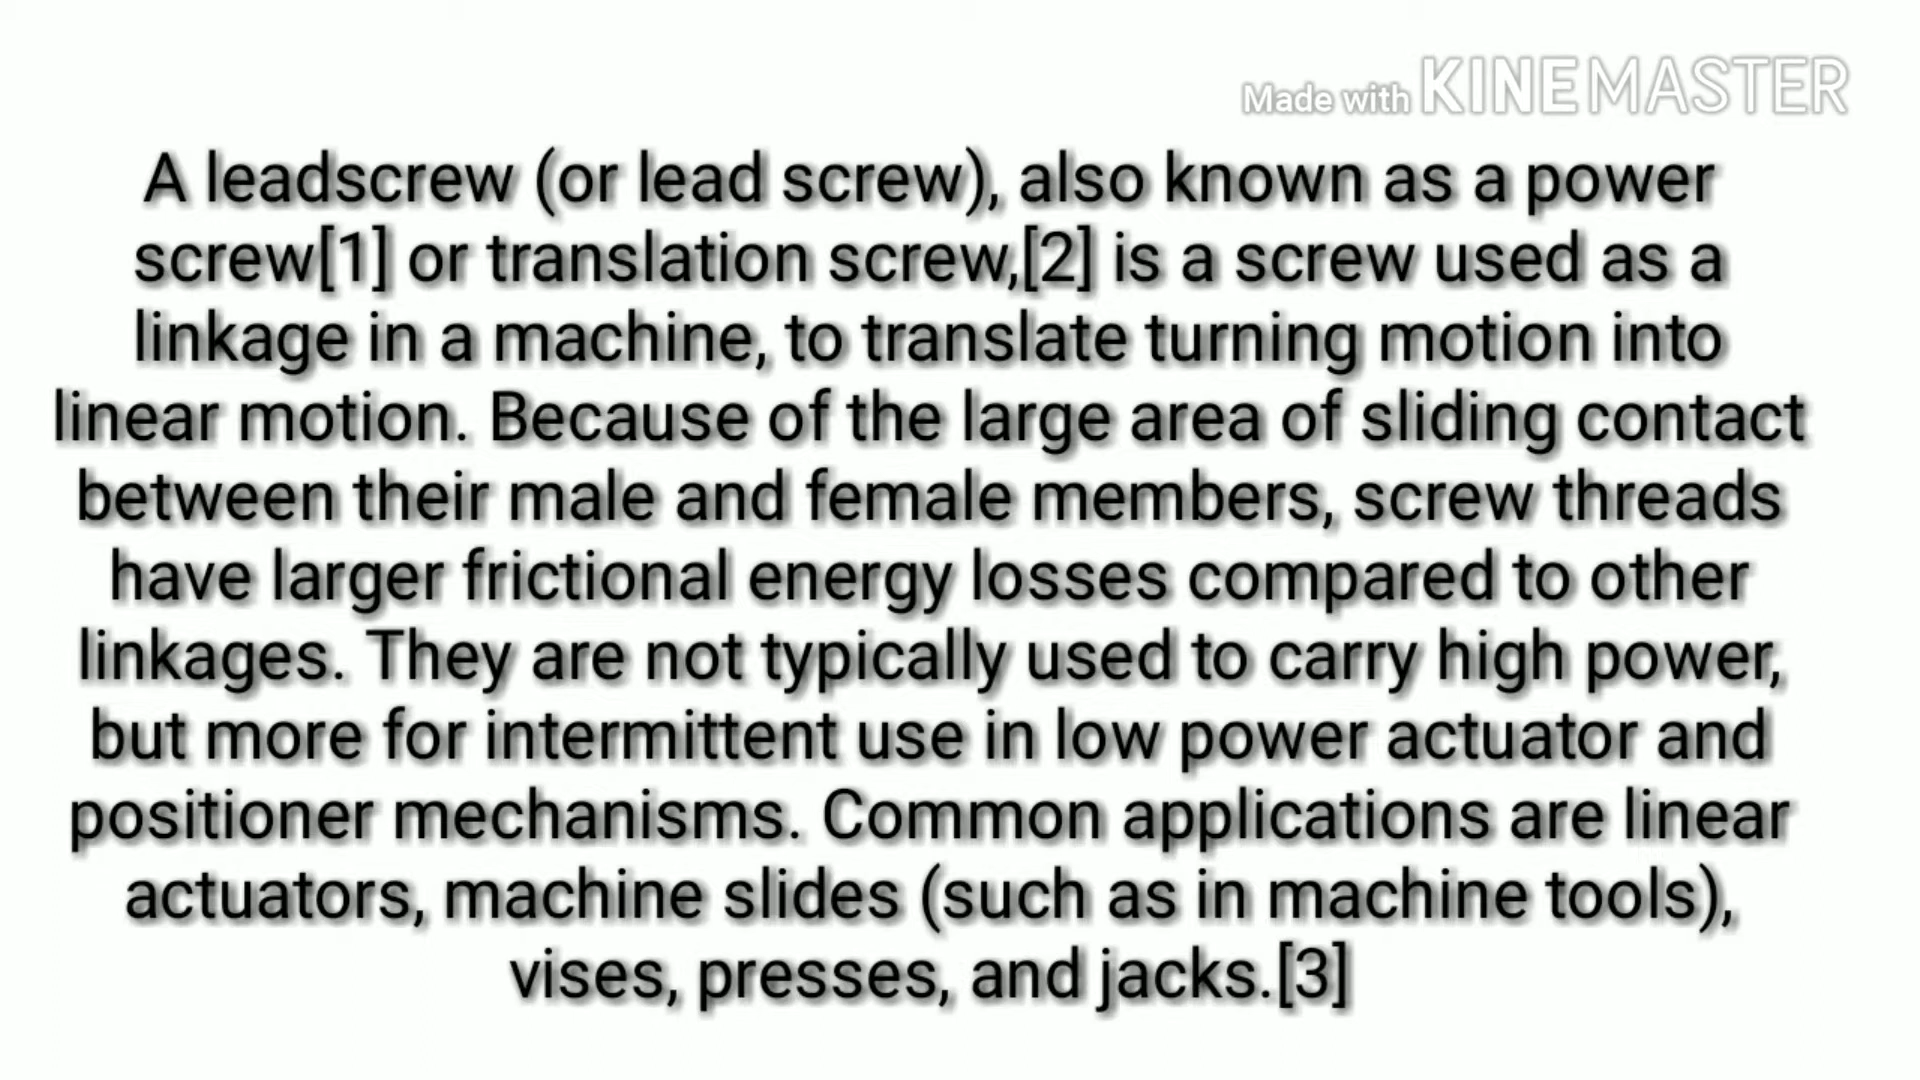 Made with KINEMASTER
A leadscrew (or lead screw), also known as a power
screw[1] or translation screw,[2] is a screw used as a
linkage in a machine, to translate turning motion into
linear motion. Because of the large area of sliding contact
between their male and female members, screw threads
have larger frictional energy losses compared to other
linkages. They are not typically used to carry high power,
but more for intermittent use in low power actuator and
positioner mechanisms. Common applications are linear
actuators, machine slides (such as in machine tools),
vises, presses, and jacks.[3]